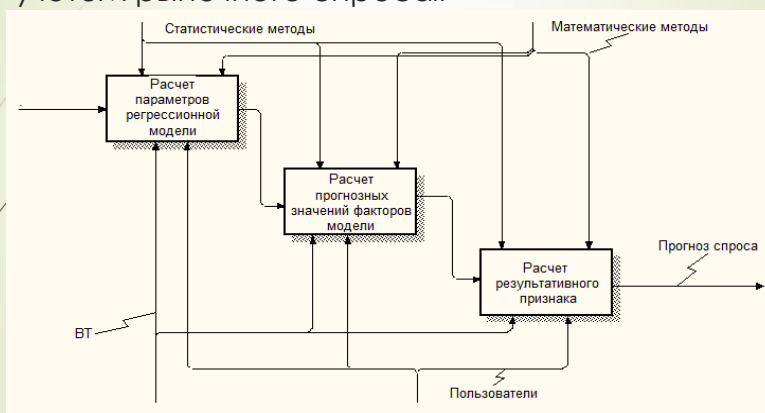 Статистические методы
Математические методы
Расчет
параметров
регрессионной
модели
Расчет
прогнозных
значений факторов
модели
Прогноз спроса
Расчет
результативного
признака
ВТ
Пользователи